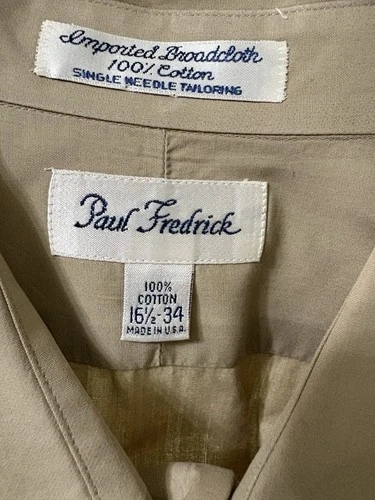 Imported Broadcloth
100% Cotton
SINGLE NEEDLE TAILORING
Paul Fredrick
100%
COTTON
16½-34
MADE IN U.S.A.